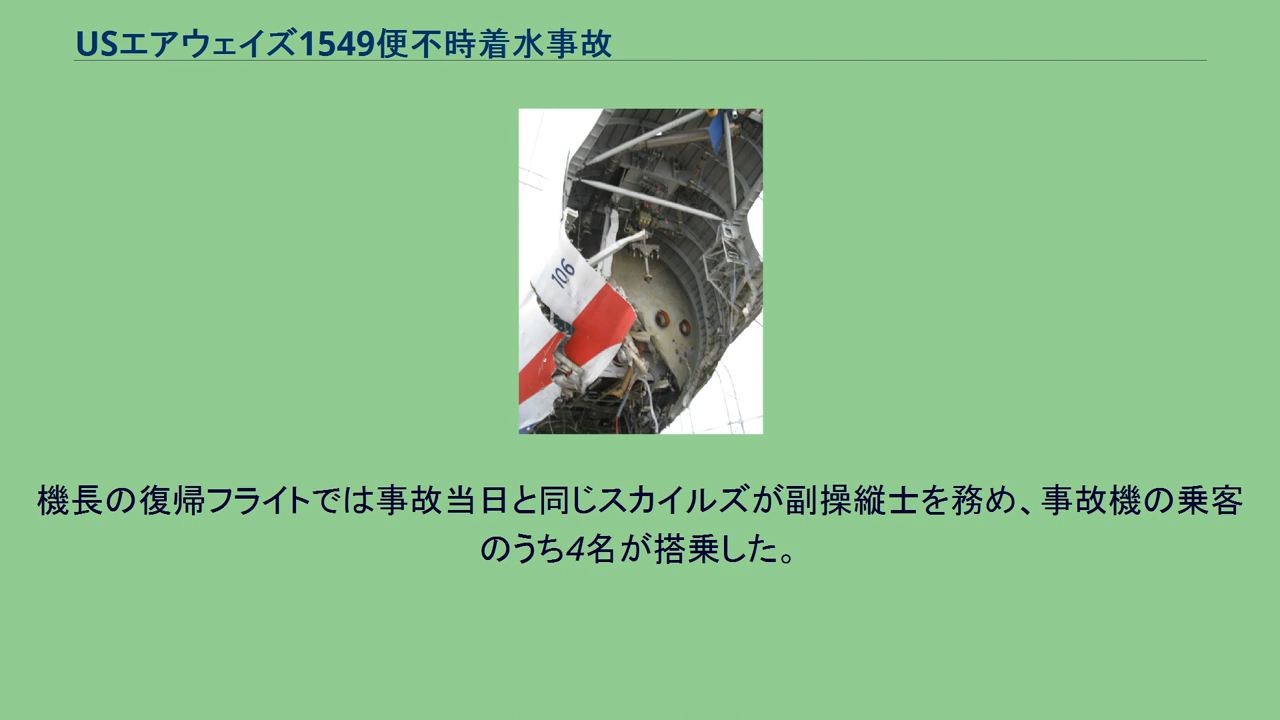 USエアウェイズ1549便不時着水事故
106
機長の復帰フライトでは事故当日と同じスカイルズが副操縦士を務め、事故機の乗客
のうち4名が搭乗した。